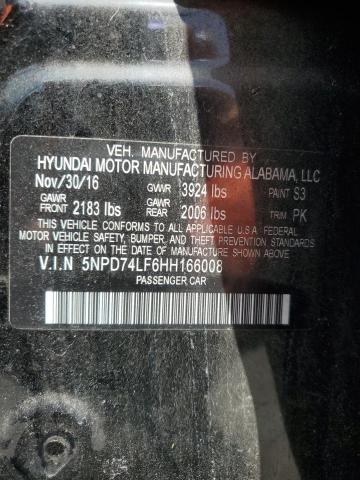 VEH. MANUFACTURED BY
HYUNDAI MOTOR MANUFACTURING ALABAMA, LLC
Nov/30/16 GVWR 3924 lbs PAINT S3
GAWR FRONT 2183 lbs GAWR REAR 2006 lbs TRIM PK
THIS VEHICLE CONFORMS TO ALL APPLICABLE U.S.A FEDERAL
MOTOR VEHICLE SAFETY, BUMPER, AND THEFT PREVENTION STANDARDS
IN EFFECT ON THE DATE OF MANUFACTURE SHOWN ABOVE.
V.I.N 5NPD74LF6HH166008
PASSENGER CAR